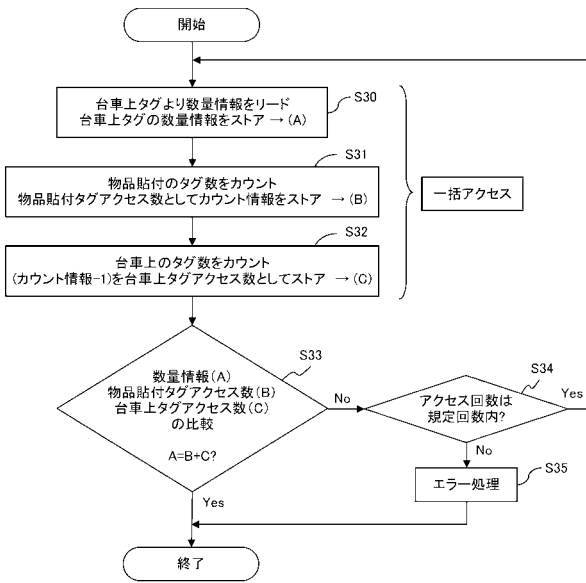 開始
台車上タグより数量情報をリード
台車上タグの数量情報をストア → (A)
S30
物品貼付のタグ数をカウント
物品貼付タグアクセス数としてカウント情報をストア → (B)
S31
台車上のタグ数をカウント
(カウント情報-1)を台車上タグアクセス数としてストア → (C)
S32
一括アクセス
数量情報(A)
物品貼付タグアクセス数(B)
台車上タグアクセス数(C)
の比較
A=B+C?
S33
No
Yes
アクセス回数は
規定回数内?
S34
Yes
No
エラー処理
S35
終了